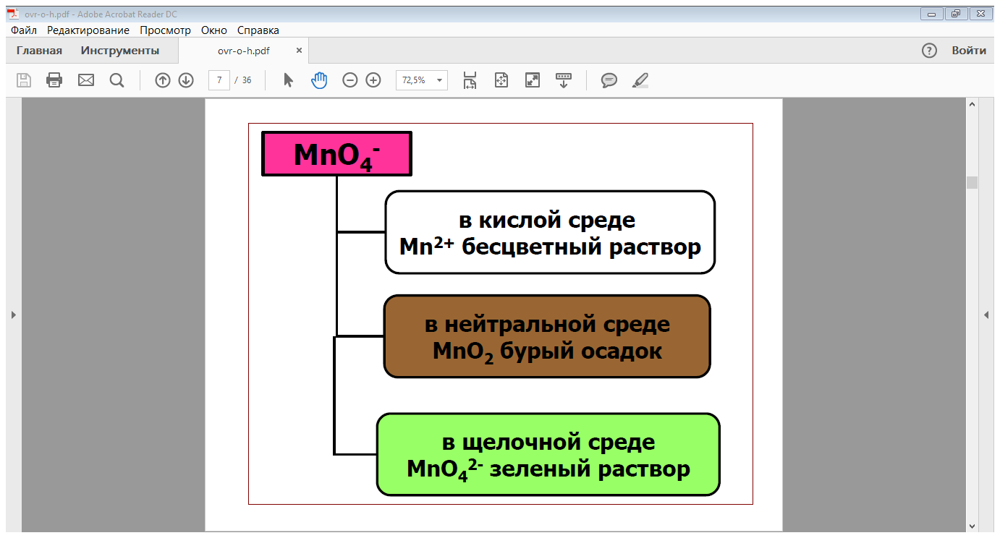 ovr-o-h.pdf - Adobe Acrobat Reader DC
Файл Редактирование Просмотр Окно Справка
Главная Инструменты ovr-o-h.pdf × ? Войти
7 / 36 72,5%
MnO₄⁻
в кислой среде
Mn²⁺ бесцветный раствор
в нейтральной среде
MnO₂ бурый осадок
в щелочной среде
MnO₄²⁻ зеленый раствор